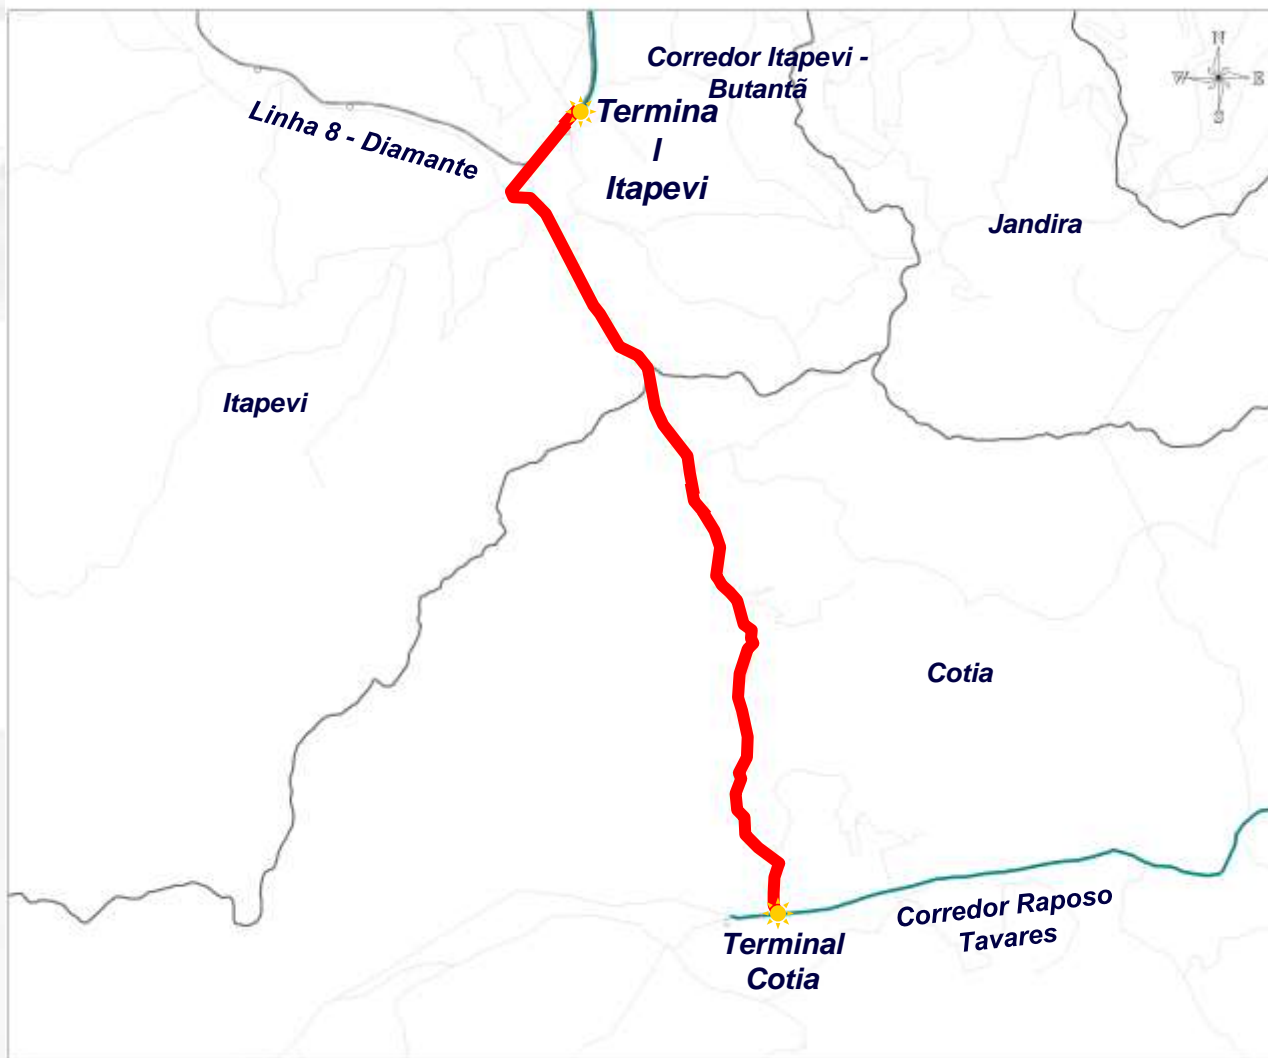 Corredor Itapevi -
Butantã
N
W E
S
Linha 8 - Diamante
Termina
l
Itapevi
Jandira
Itapevi
Cotia
Corredor Raposo
Tavares
Terminal
Cotia